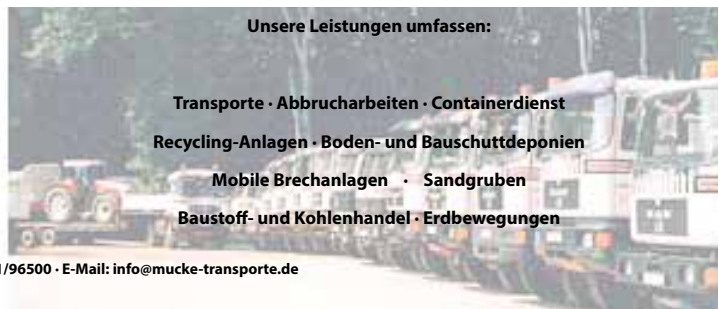 Unsere Leistungen umfassen:
Transporte · Abbrucharbeiten · Containerdienst
Recycling-Anlagen · Boden- und Bauschuttdeponien
Mobile Brechanlagen · Sandgruben
Baustoff- und Kohlenhandel · Erdbewegungen
/96500 · E-Mail: info@mucke-transporte.de